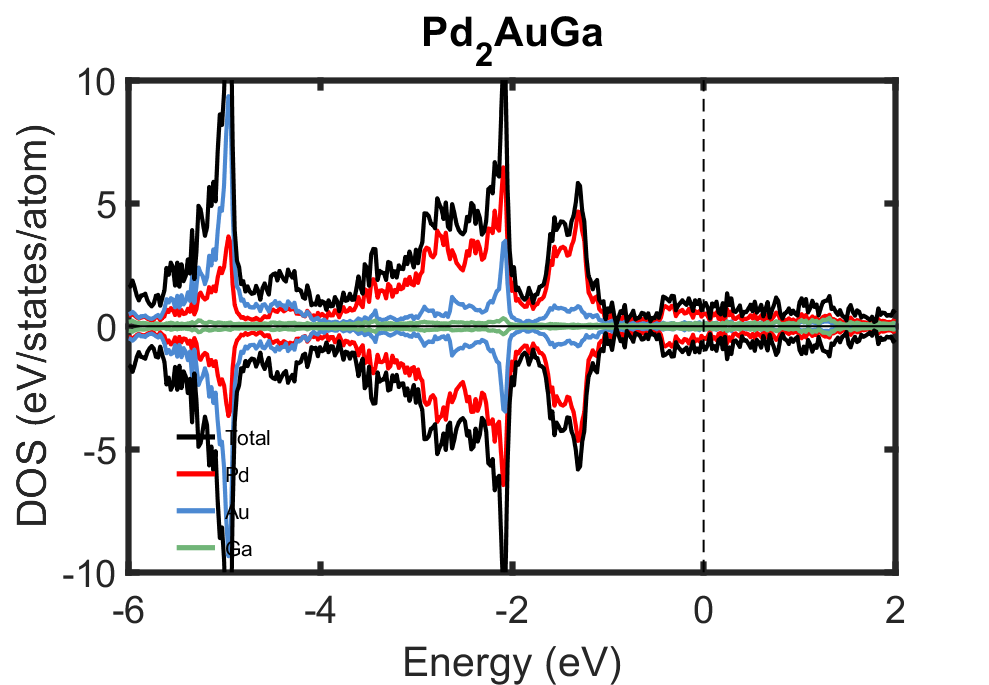 Pd2AuGa
DOS (eV/states/atom)
10
5
0
-5
-10
Total
Pd
Au
Ga
-6 -4 -2 0 2
Energy (eV)